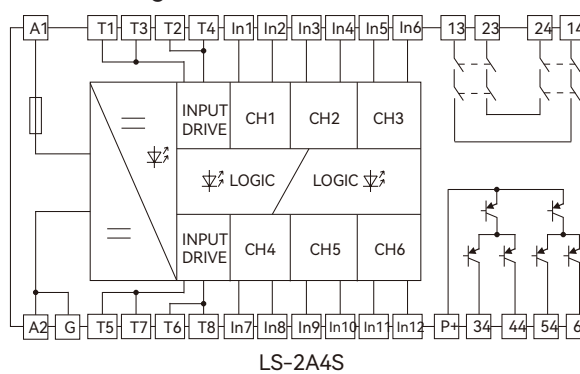 A1 T1 T3 T2 T4 In1 In2 In3 In4 In5 In6 13 23 24 14
INPUT DRIVE CH1 CH2 CH3
LOGIC LOGIC
INPUT DRIVE CH4 CH5 CH6
A2 G T5 T7 T6 T8 In7 In8 In9 In10 In11 In12 P+ 34 44 54
LS-2A4S